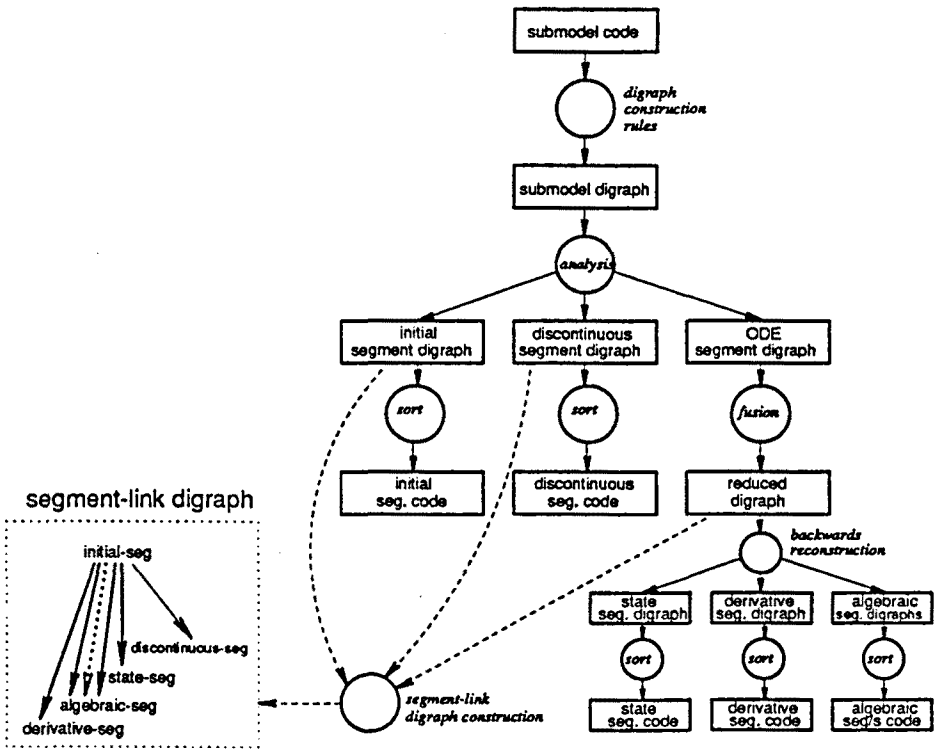 submodel code
digraph
construction
rules
submodel digraph
analysis
initial
segment digraph
discontinuous
segment digraph
ODE
segment digraph
sort
sort
fusion
initial
seg. code
discontinuous
seg. code
reduced
digraph
backwards
reconstruction
state
seg. digraph
derivative
seg. digraph
algebraic
seg. digraphs
sort
sort
sort
state
seg. code
derivative
seg. code
algebraic
seg's code
segment-link digraph
initial-seg
discontinuous-seg
state-seg
algebraic-seg
derivative-seg
segment-link
digraph construction